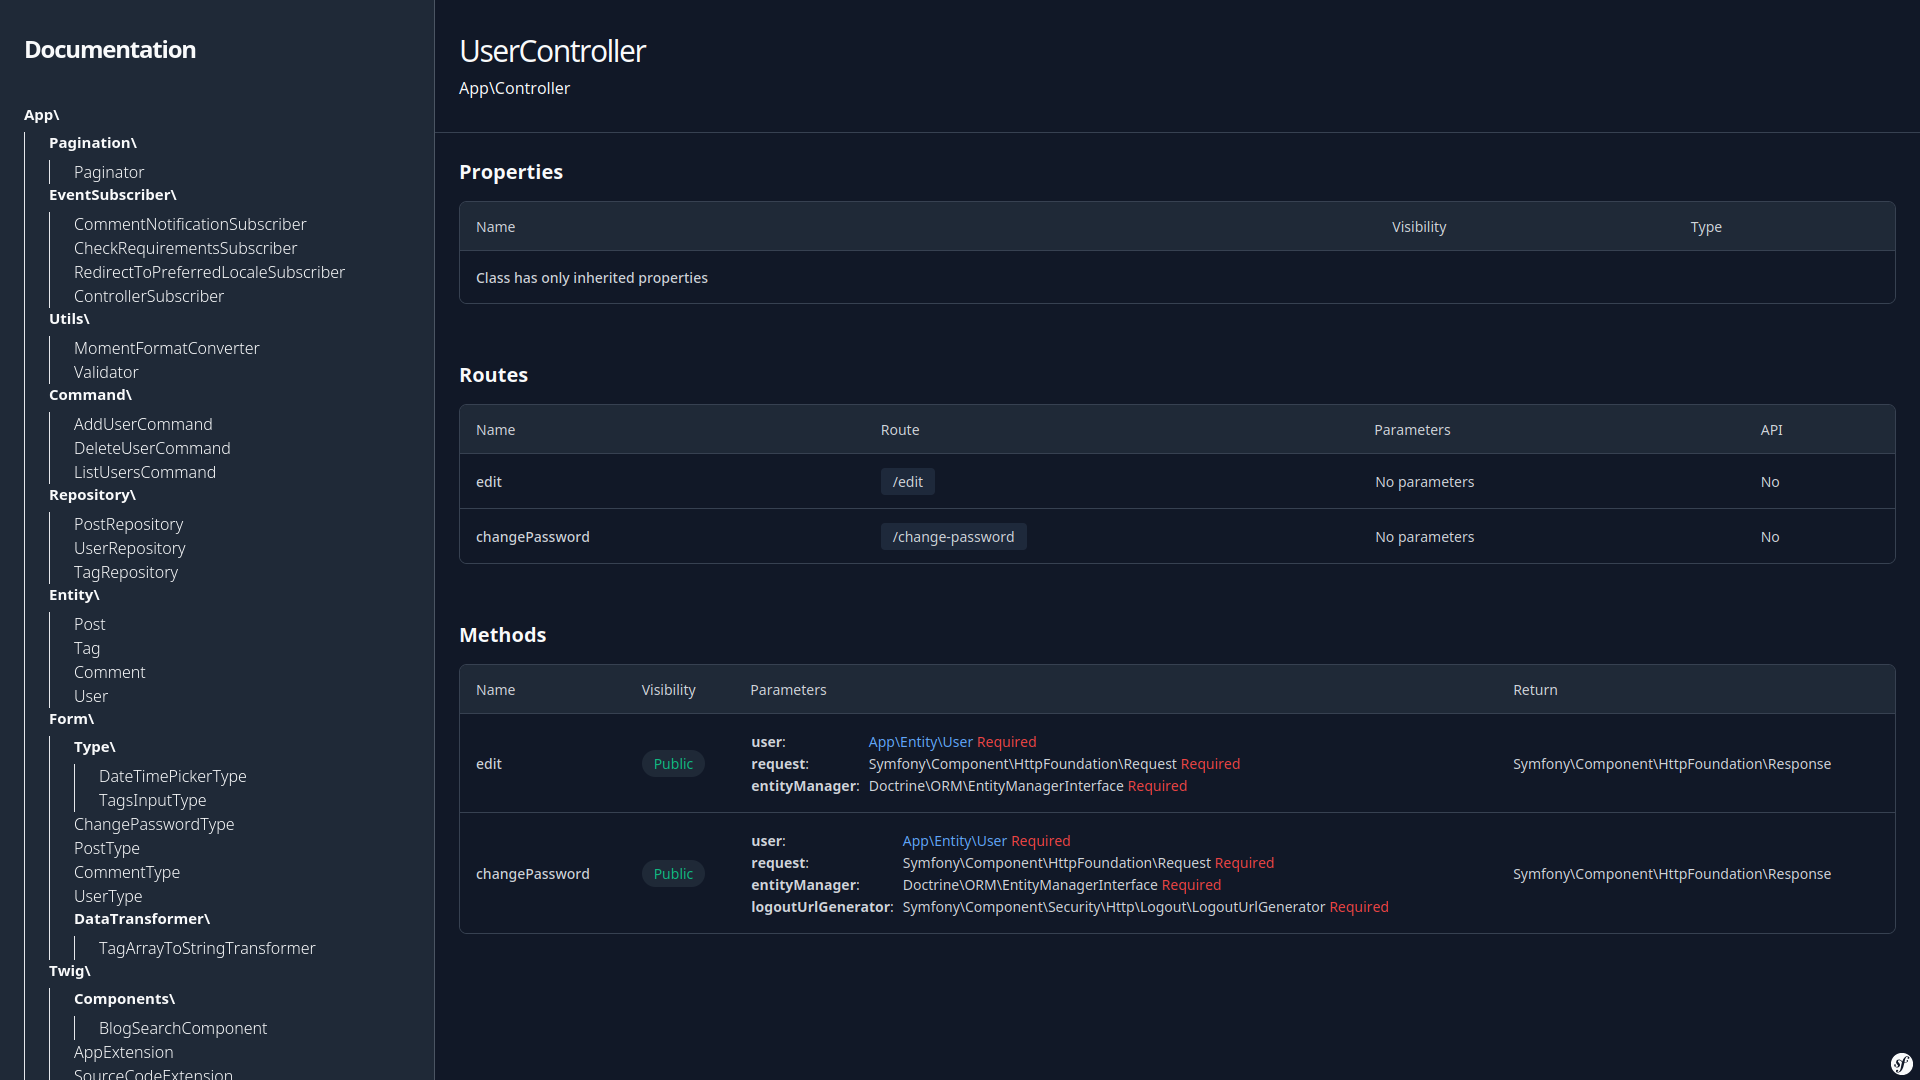 Documentation
App\
Pagination\
Paginator
EventSubscriber\
CommentNotificationSubscriber
CheckRequirementsSubscriber
RedirectToPreferredLocaleSubscriber
ControllerSubscriber
Utils\
MomentFormatConverter
Validator
Command\
AddUserCommand
DeleteUserCommand
ListUsersCommand
Repository\
PostRepository
UserRepository
TagRepository
Entity\
Post
Tag
Comment
User
Form\
Type\
DateTimePickerType
TagsInputType
ChangePasswordType
PostType
CommentType
UserType
DataTransformer\
TagArrayToStringTransformer
Twig\
Components\
BlogSearchComponent
AppExtension
SourceCodeExtension
UserController
App\Controller
Properties
Name Visibility Type
Class has only inherited properties
Routes
Name Route Parameters API
edit /edit No parameters No
changePassword /change-password No parameters No
Methods
Name Visibility Parameters Return
user: App\Entity\User Required
edit Public request: Symfony\Component\HttpFoundation\Request Required Symfony\Component\HttpFoundation\Response
entityManager: Doctrine\ORM\EntityManagerInterface Required
user: App\Entity\User Required
request: Symfony\Component\HttpFoundation\Request Required
changePassword Public Symfony\Component\HttpFoundation\Response
entityManager: Doctrine\ORM\EntityManagerInterface Required
logoutUrlGenerator: Symfony\Component\Security\Http\Logout\LogoutUrlGenerator Required
sf